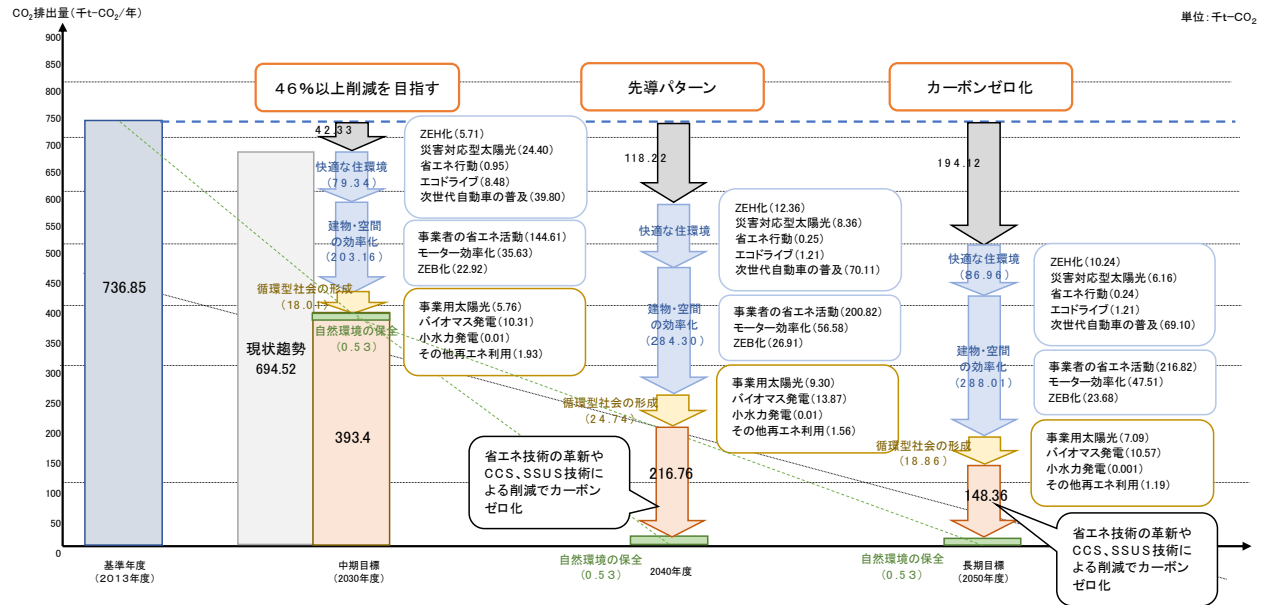 CO₂排出量(千t-CO₂/年)
単位:千t-CO₂
900
850
800
750
700
650
600
550
500
450
400
350
300
250
200
150
100
50
0
736.85
基準年度
(2013年度)
現状趨勢
694.52
46%以上削減を目指す
42.33
快適な住環境
(79.34)
建物・空間
の効率化
(203.16)
循環型社会の形成
(18.01)
自然環境の保全
(0.53)
393.4
中期目標
(2030年度)
ZEH化(5.71)
災害対応型太陽光(24.40)
省エネ行動(0.95)
エコドライブ(8.48)
次世代自動車の普及(39.80)
事業者の省エネ活動(144.61)
モーター効率化(35.63)
ZEB化(22.92)
事業用太陽光(5.76)
バイオマス発電(10.31)
小水力発電(0.01)
その他再エネ利用(1.93)
先導パターン
118.22
快適な住環境
建物・空間
の効率化
(284.30)
循環型社会の形成
(24.74)
216.76
省エネ技術の革新や
CCS、SSUS技術に
よる削減でカーボン
ゼロ化
自然環境の保全
(0.53)
2040年度
ZEH化(12.36)
災害対応型太陽光(8.36)
省エネ行動(0.25)
エコドライブ(1.21)
次世代自動車の普及(70.11)
事業者の省エネ活動(200.82)
モーター効率化(56.58)
ZEB化(26.91)
事業用太陽光(9.30)
バイオマス発電(13.87)
小水力発電(0.01)
その他再エネ利用(1.56)
カーボンゼロ化
194.12
快適な住環境
(86.96)
建物・空間
の効率化
(288.01)
循環型社会の形成
(18.86)
148.36
自然環境の保全
(0.53)
長期目標
(2050年度)
ZEH化(10.24)
災害対応型太陽光(6.16)
省エネ行動(0.24)
エコドライブ(1.21)
次世代自動車の普及(69.10)
事業者の省エネ活動(216.82)
モーター効率化(47.51)
ZEB化(23.68)
事業用太陽光(7.09)
バイオマス発電(10.57)
小水力発電(0.001)
その他再エネ利用(1.19)
省エネ技術の革新や
CCS、SSUS技術に
よる削減でカーボン
ゼロ化